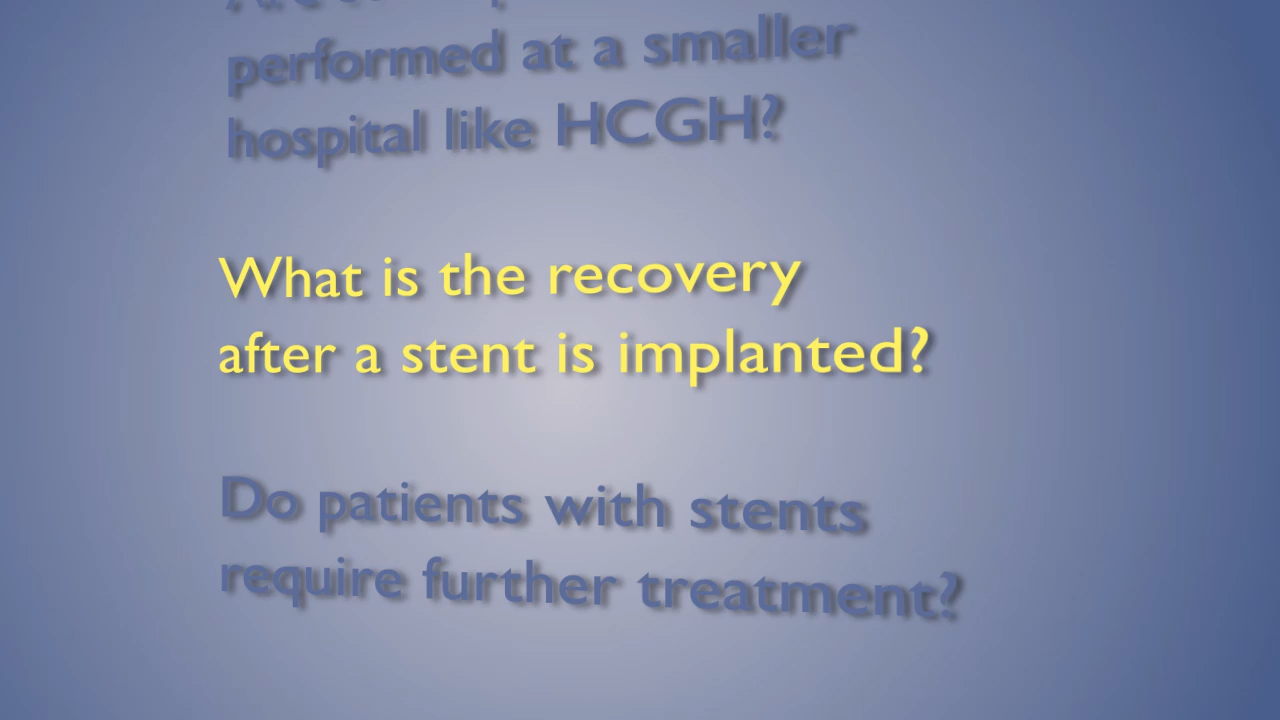 performed at a smaller
hospital like HCGH?
What is the recovery
after a stent is implanted?
Do patients with stents
require further treatment?